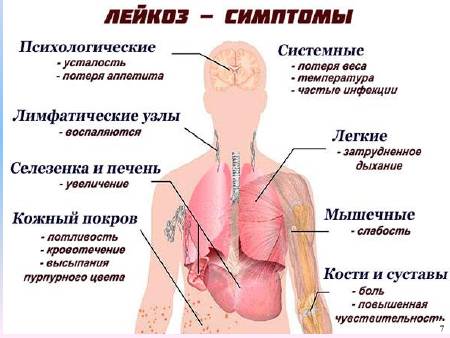 ЛЕЙКОЗ – СИМПТОМЫ
Психологические
- усталость
- потеря аппетита
Лимфатические узлы
- воспаляются
Селезенка и печень
- увеличение
Кожный покров
- потливость
- кровотечение
- высыпания
пурпурного цвета
Системные
- потеря веса
- температура
- частые инфекции
Легкие
- затрудненное
дыхание
Мышечные
- слабость
Кости и суставы
- боль
- повышенная
чувствительность
7